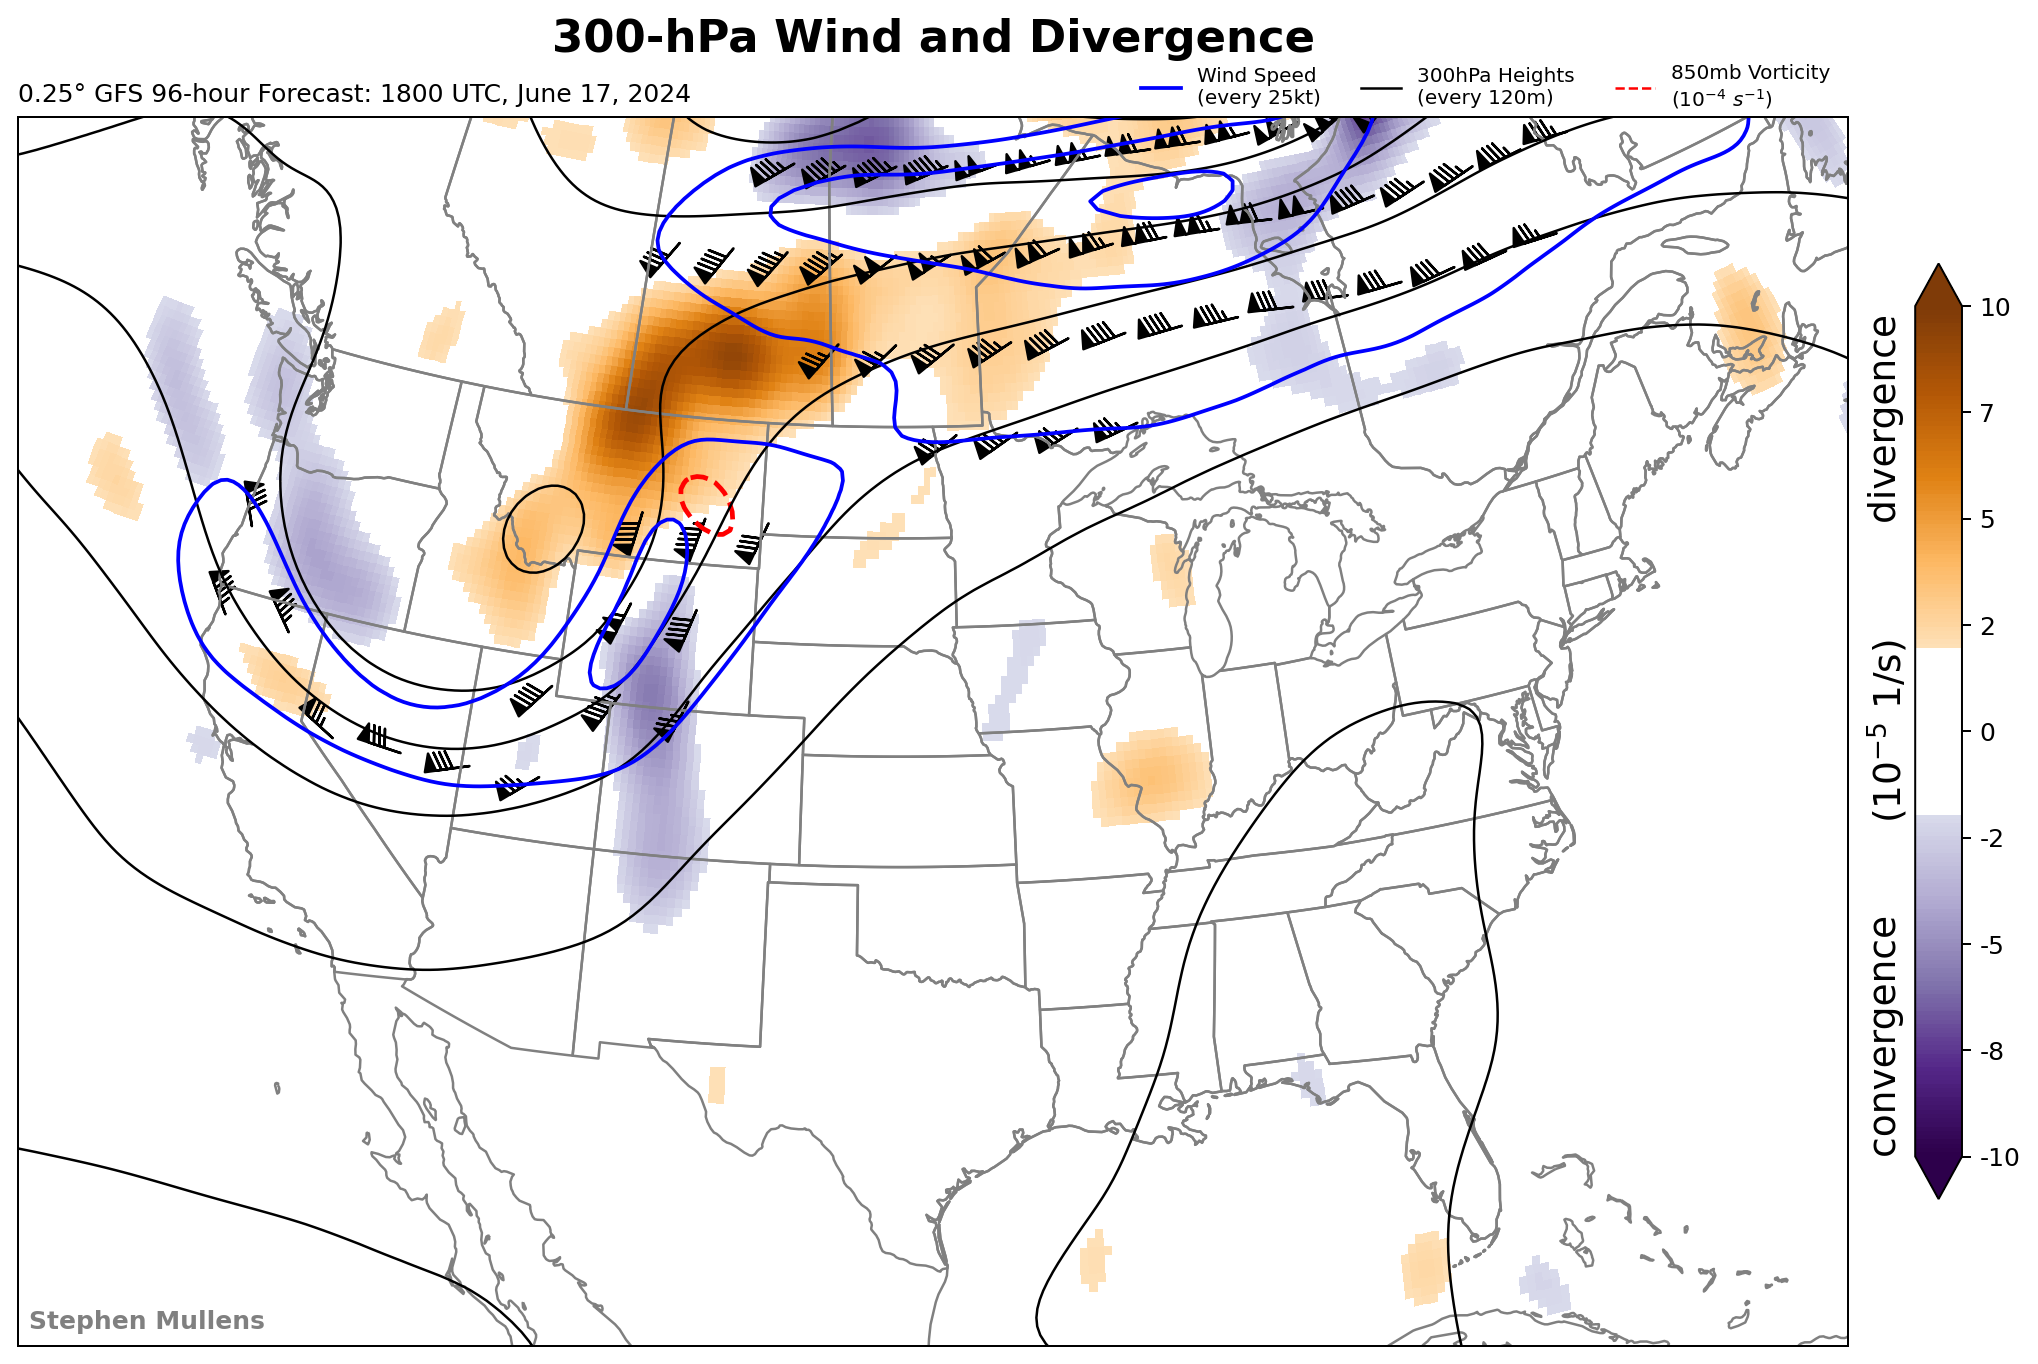 300-hPa Wind and Divergence
0.25° GFS 96-hour Forecast: 1800 UTC, June 17, 2024
Wind Speed
(every 25kt)
300hPa Heights
(every 120m)
850mb Vorticity
(10⁻⁴ s⁻¹)
10
7
5
2
0
-2
-5
-8
-10
convergence (10⁻⁵ 1/s) divergence
Stephen Mullens